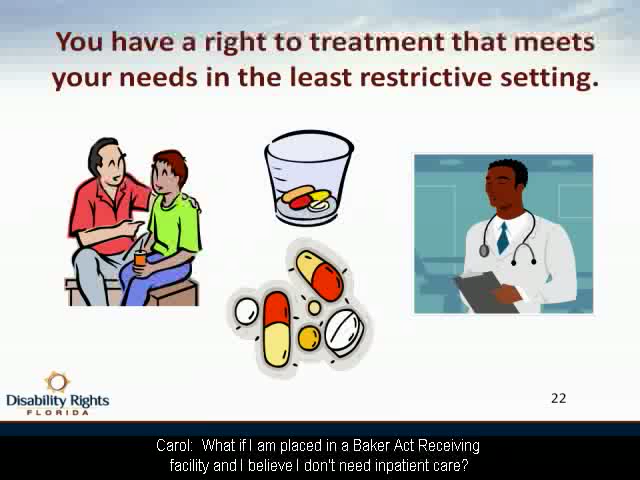 You have a right to treatment that meets
your needs in the least restrictive setting.
Disability Rights
FLORIDA
22
Carol: What if I am placed in a Baker Act Receiving
facility and I believe I don't need inpatient care?